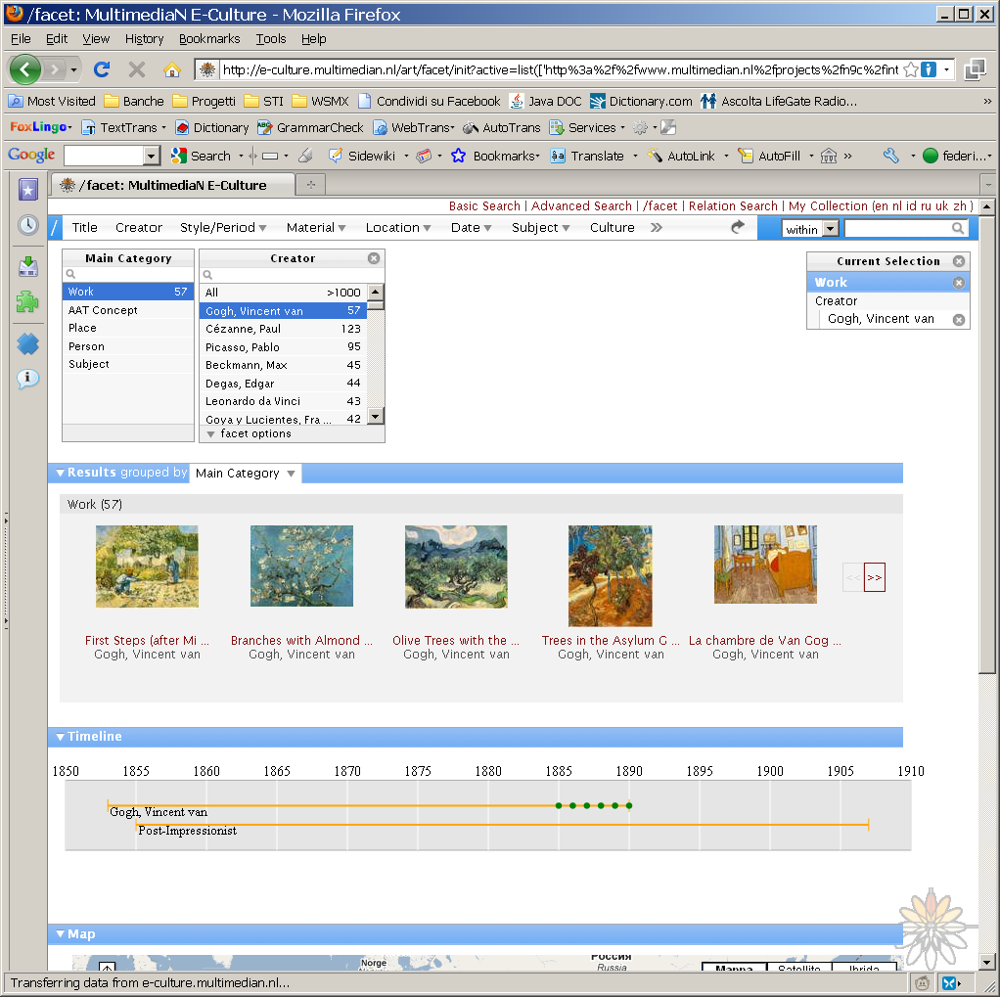 /facet: MultimediaN E-Culture - Mozilla Firefox
File Edit View History Bookmarks Tools Help
http://e-culture.multimedian.nl/art/facet/init?active=list(['http%3a%2f%2fwww.multimedian.nl%2fprojects%2fn9c%2fint
Most Visited Banche Progetti STI WSMX Condividi su Facebook Java DOC Dictionary.com Ascolta LifeGate Radio... »
FoxLingo TextTrans Dictionary GrammarCheck WebTrans AutoTrans Services
Google Search Sidewiki Bookmarks Translate AutoLink AutoFill » federi...
/facet: MultimediaN E-Culture
Basic Search | Advanced Search | /facet | Relation Search | My Collection (en nl id ru uk zh )
/ Title Creator Style/Period Material Location Date Subject Culture » within
Main Category
Work 57
AAT Concept
Place
Person
Subject
Creator
All >1000
Gogh, Vincent van 57
Cézanne, Paul 123
Picasso, Pablo 95
Beckmann, Max 45
Degas, Edgar 44
Leonardo da Vinci 43
Goya y Lucientes, Fra ... 42
facet options
Current Selection
Work
Creator
Gogh, Vincent van
Results grouped by Main Category
Work (57)
<< >>
First Steps (after Mi ... Branches with Almond ... Olive Trees with the ... Trees in the Asylum G ... La chambre de Van Gog ...
Gogh, Vincent van Gogh, Vincent van Gogh, Vincent van Gogh, Vincent van Gogh, Vincent van
Timeline
1850 1855 1860 1865 1870 1875 1880 1885 1890 1895 1900 1905 1910
Gogh, Vincent van
Post-Impressionist
Map
Norge
Россия
Russia
Mappa Satellite Ibrida
Transferring data from e-culture.multimedian.nl...